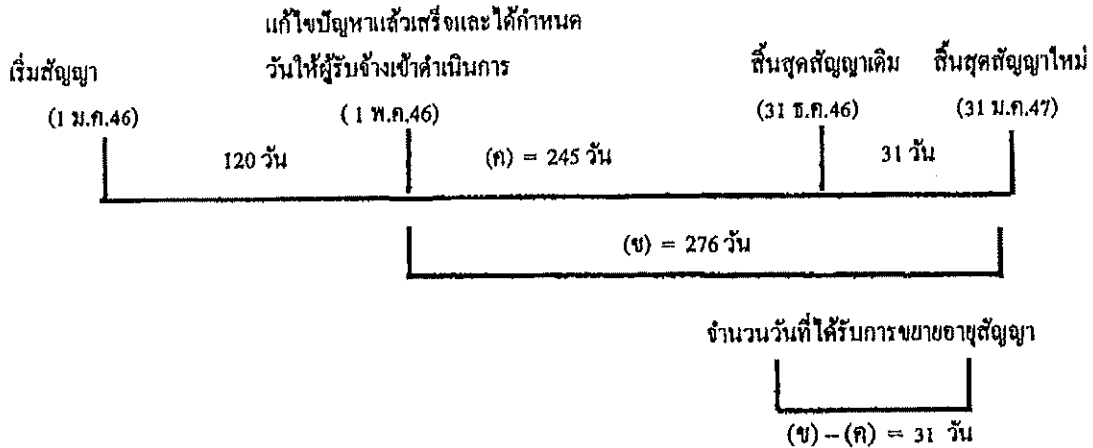 แก้ไขปัญหาแล้วเสร็จและได้กำหนด
เริ่มสัญญา วันให้ผู้รับจ้างเข้าดำเนินการ สิ้นสุดสัญญาเดิม สิ้นสุดสัญญาใหม่
(1 ม.ค.46) (1 พ.ค.46) (31 ธ.ค.46) (31 ม.ค.47)
120 วัน (ค) = 245 วัน 31 วัน
(ข) = 276 วัน
จำนวนวันที่ได้รับการขยายอายุสัญญา
(ข) – (ค) = 31 วัน